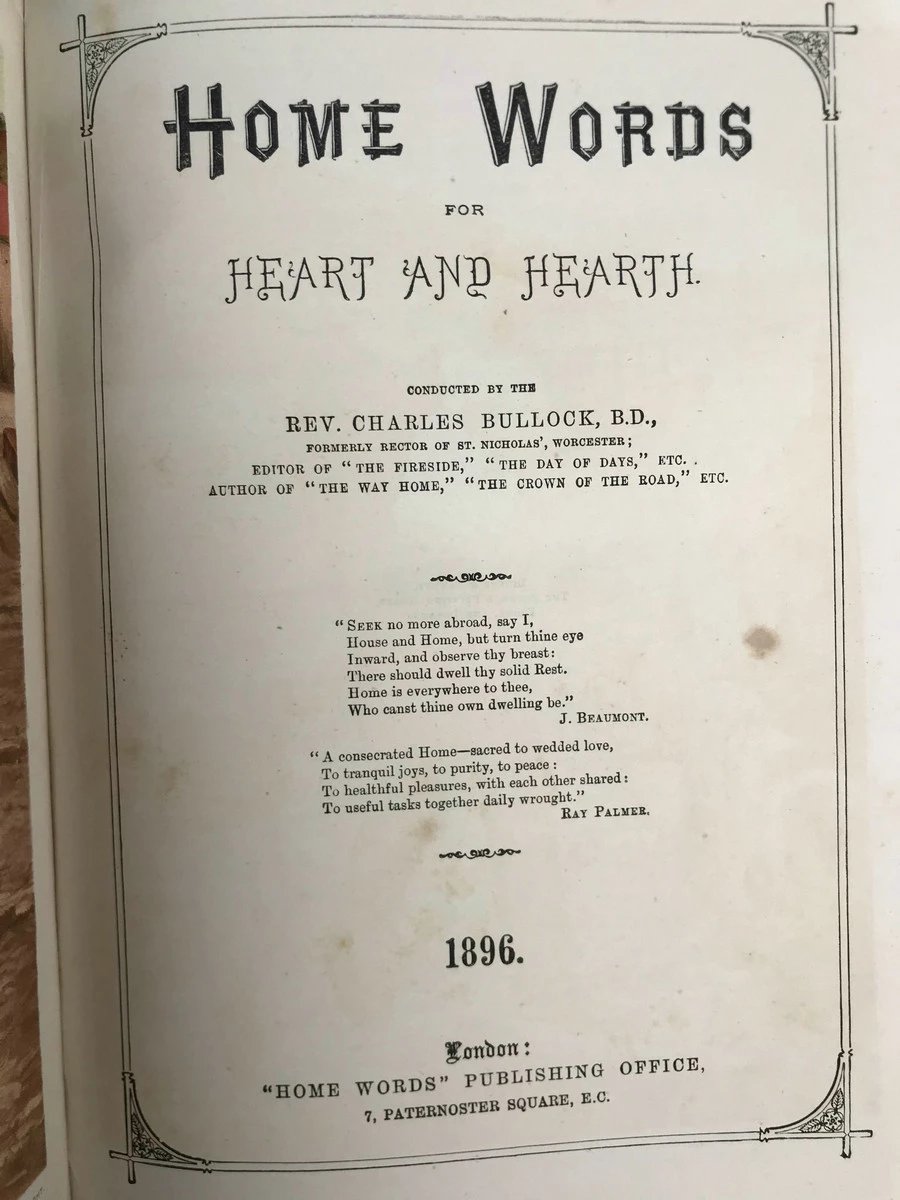 HOME WORDS
FOR
HEART AND HEARTH.
CONDUCTED BY THE
REV. CHARLES BULLOCK, B.D.,
FORMERLY RECTOR OF ST. NICHOLAS', WORCESTER;
EDITOR OF "THE FIRESIDE," "THE DAY OF DAYS," ETC. .
AUTHOR OF "THE WAY HOME," "THE CROWN OF THE ROAD," ETC.
"SEEK no more abroad, say I,
House and Home, but turn thine eye
Inward, and observe thy breast:
There should dwell thy solid Rest.
Home is everywhere to thee,
Who canst thine own dwelling be."
J. BEAUMONT.
"A consecrated Home—sacred to wedded love,
To tranquil joys, to purity, to peace:
To healthful pleasures, with each other shared:
To useful tasks together daily wrought."
RAY PALMER.
1896.
London:
"HOME WORDS" PUBLISHING OFFICE,
7, PATERNOSTER SQUARE, E.C.